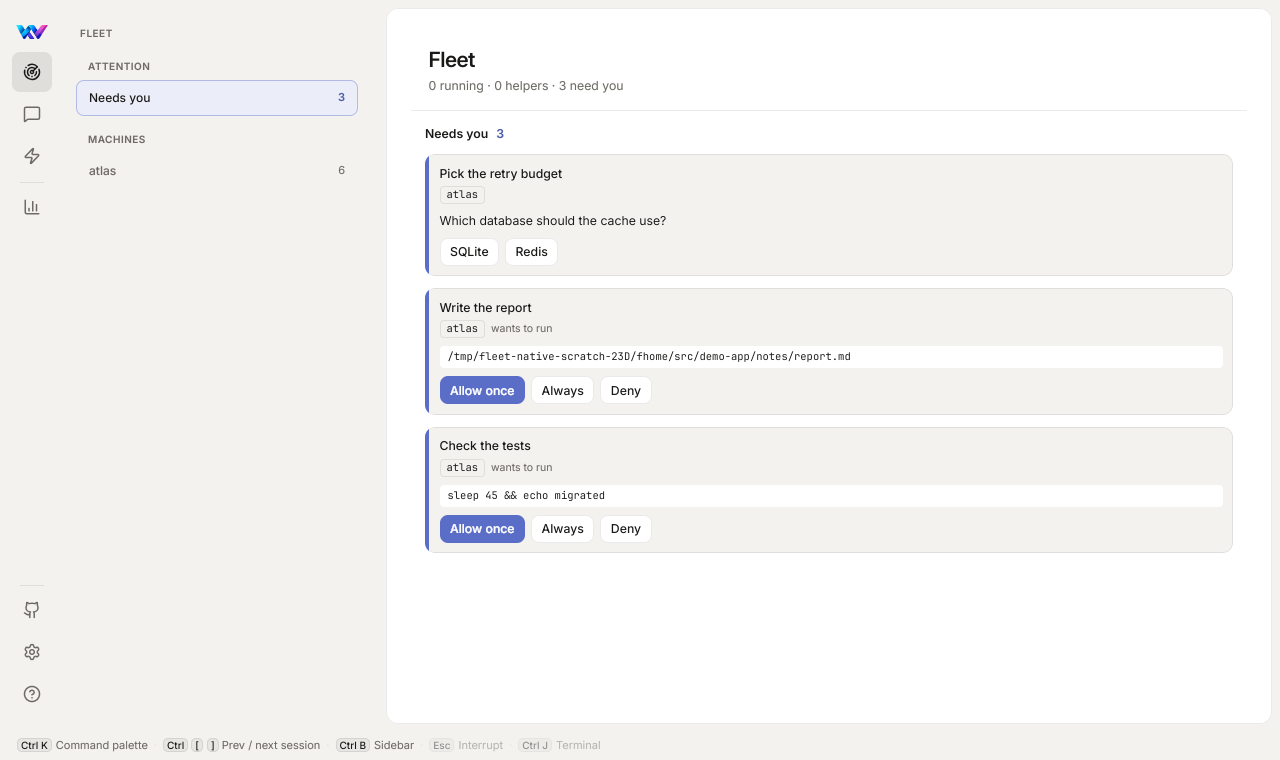 FLEET
ATTENTION
Needs you 3
MACHINES
atlas 6
Fleet
0 running · 0 helpers · 3 need you
Needs you 3
Pick the retry budget
atlas
Which database should the cache use?
SQLite Redis
Write the report
atlas wants to run
/tmp/fleet-native-scratch-23D/fhome/src/demo-app/notes/report.md
Allow once Always Deny
Check the tests
atlas wants to run
sleep 45 && echo migrated
Allow once Always Deny
Ctrl K Command palette · Ctrl [ ] Prev / next session · Ctrl B Sidebar · Esc Interrupt · Ctrl J Terminal